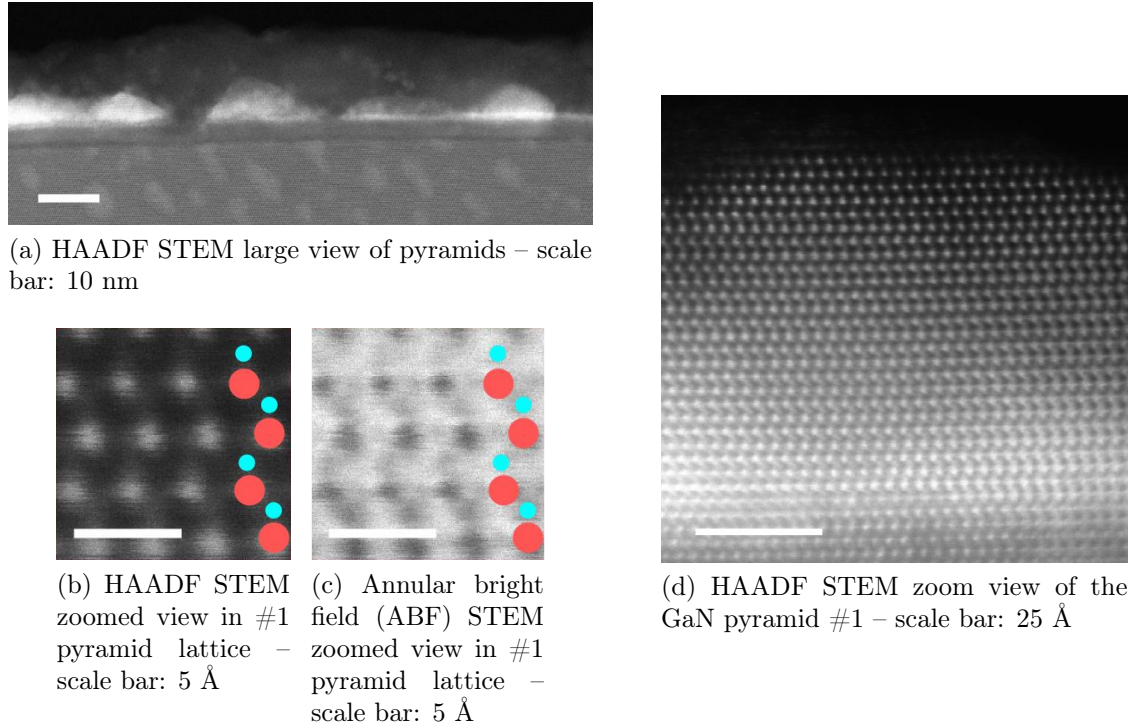 (a) HAADF STEM large view of pyramids – scale
bar: 10 nm
(b) HAADF STEM
zoomed view in #1
pyramid lattice –
scale bar: 5 Å
(c) Annular bright
field (ABF) STEM
zoomed view in #1
pyramid lattice –
scale bar: 5 Å
(d) HAADF STEM zoom view of the
GaN pyramid #1 – scale bar: 25 Å